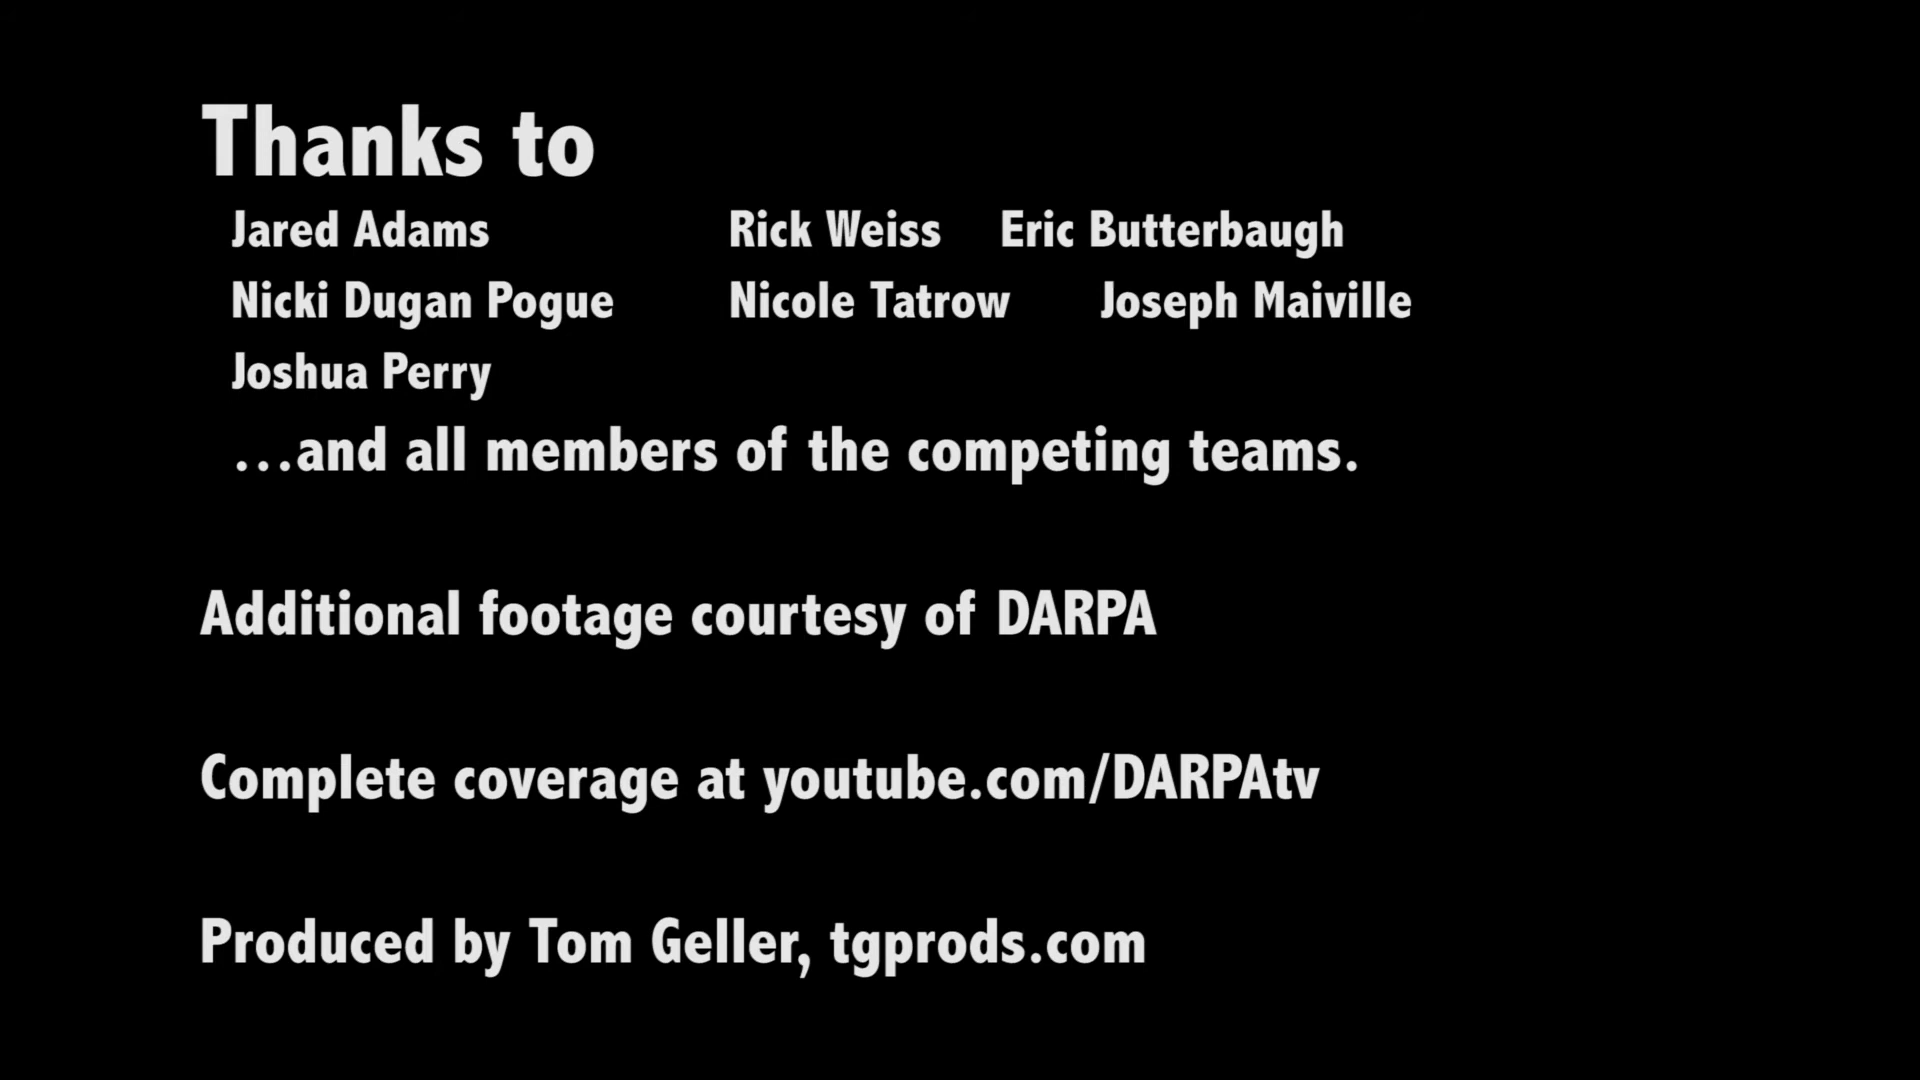 Thanks to
Jared Adams Rick Weiss Eric Butterbaugh
Nicki Dugan Pogue Nicole Tatrow Joseph Maiville
Joshua Perry
...and all members of the competing teams.
Additional footage courtesy of DARPA
Complete coverage at youtube.com/DARPAtv
Produced by Tom Geller, tgprods.com